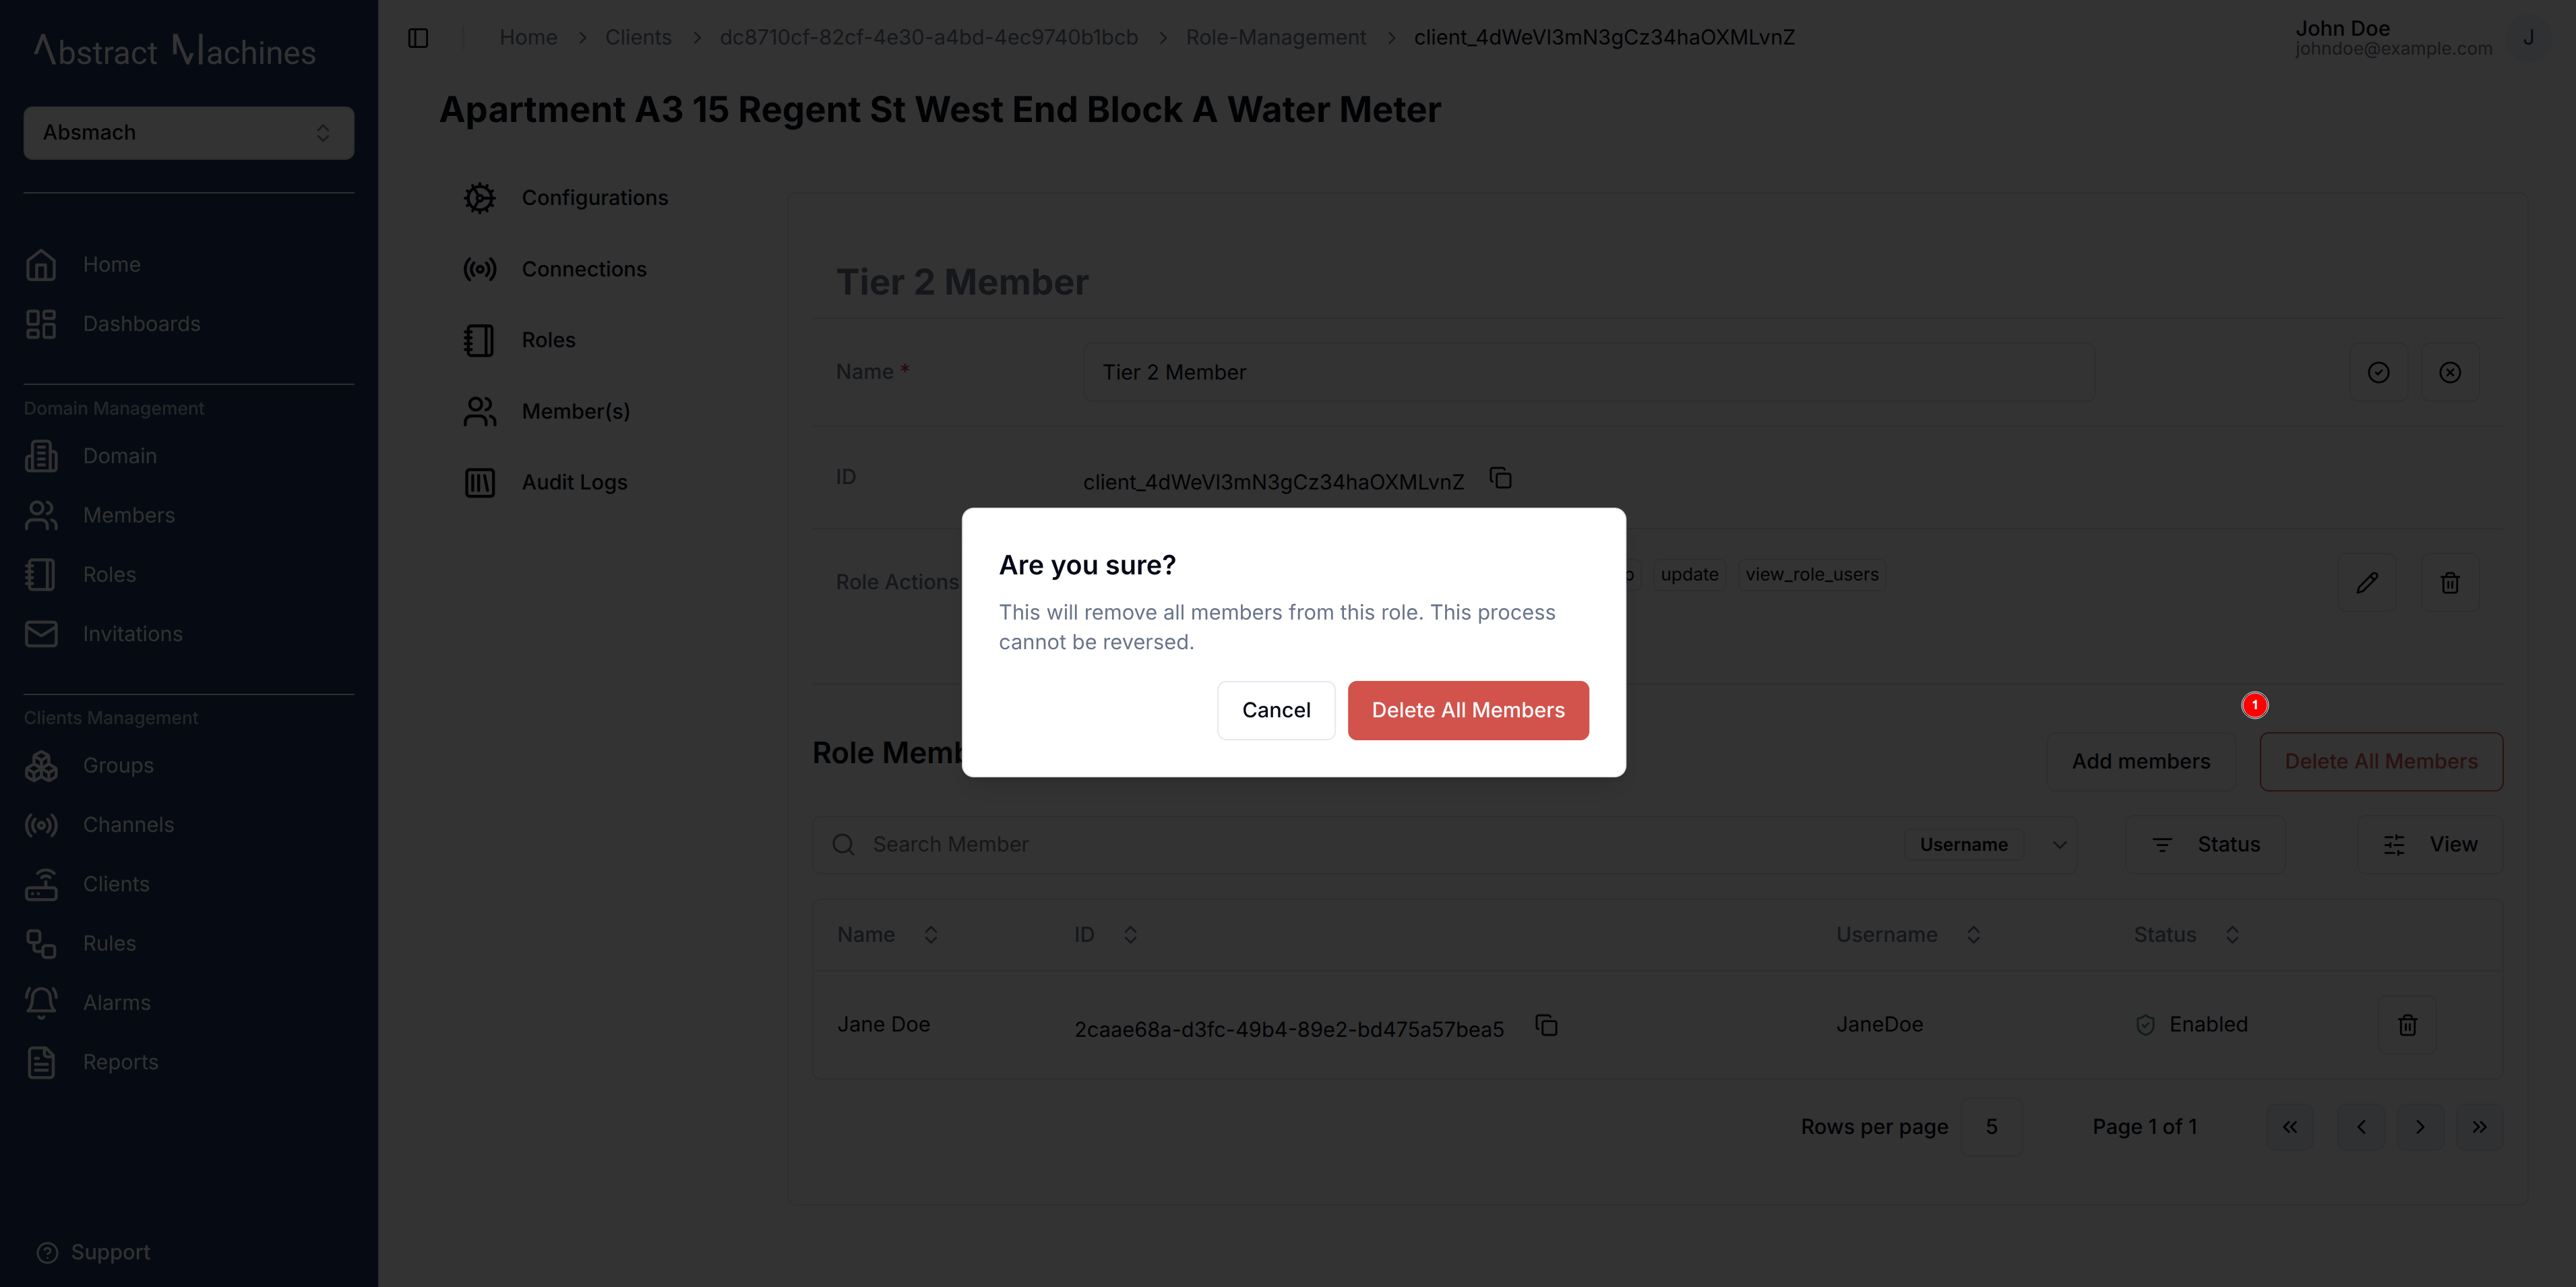 Abstract Machines
Absmach
Home
Dashboards
Domain Management
Domain
Members
Roles
Invitations
Clients Management
Groups
Channels
Clients
Rules
Alarms
Reports
Support
Home > Clients > dc8710cf-82cf-4e30-a4bd-4ec9740b1bcb > Role-Management > client_4dWeVl3mN3gCz34haOXMLvnZ
John Doe
johndoe@example.com
J
Apartment A3 15 Regent St West End Block A Water Meter
Configurations
Connections
Roles
Member(s)
Audit Logs
Tier 2 Member
Name * Tier 2 Member
ID client_4dWeVl3mN3gCz34haOXMLvnZ
Role Actions update view_role_users
Are you sure?
This will remove all members from this role. This process
cannot be reversed.
Cancel Delete All Members
1
Role Memb
Add members Delete All Members
Search Member Username Status View
Name ID Username Status
Jane Doe 2caae68a-d3fc-49b4-89e2-bd475a57bea5 JaneDoe Enabled
Rows per page 5 Page 1 of 1